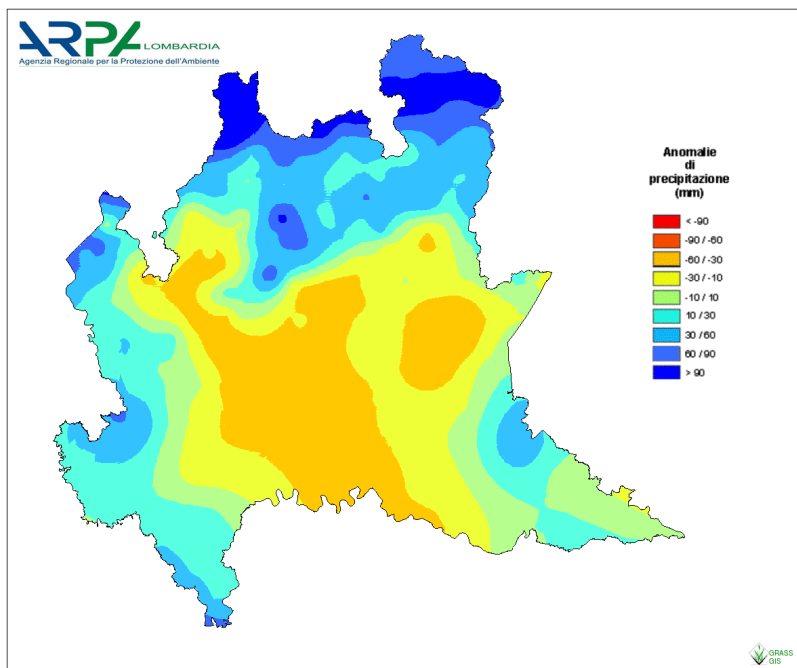 ARPA LOMBARDIA
Agenzia Regionale per la Protezione dell'Ambiente
Anomalie
di
precipitazione
(mm)
< -90
-90 / -60
-60 / -30
-30 / -10
-10 / 10
10 / 30
30 / 60
60 / 90
> 90
GRASS
GIS